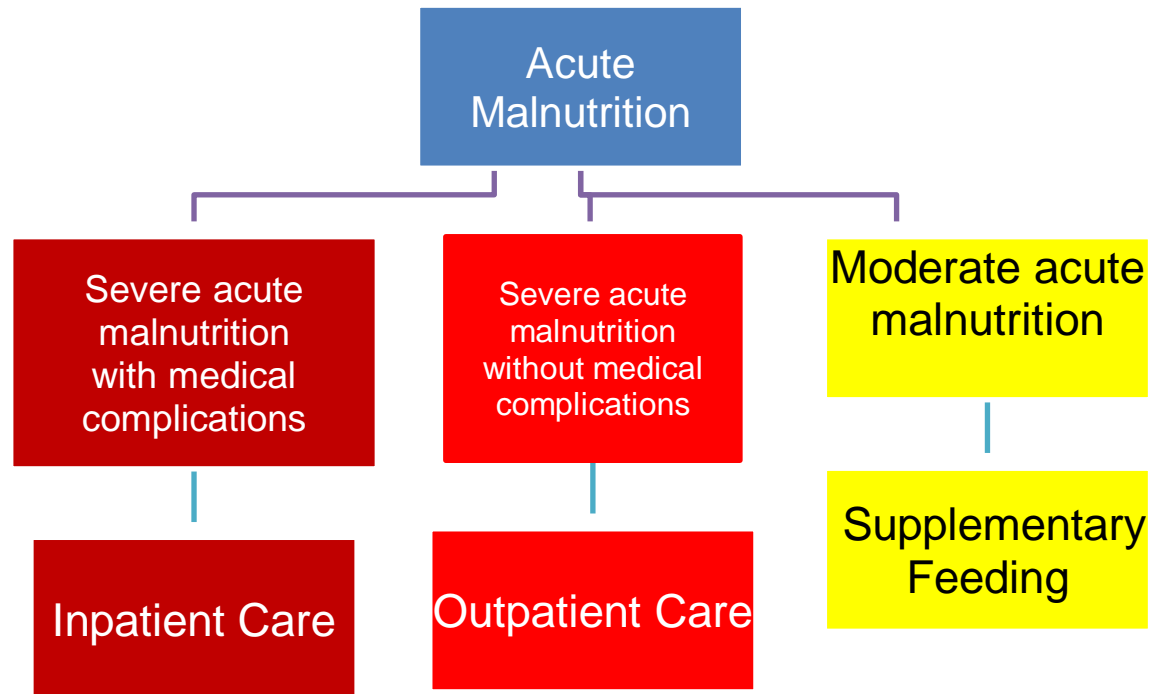 Acute
Malnutrition
Severe acute
malnutrition
with medical
complications
Severe acute
malnutrition
without medical
complications
Moderate acute
malnutrition
Inpatient Care
Outpatient Care
Supplementary
Feeding